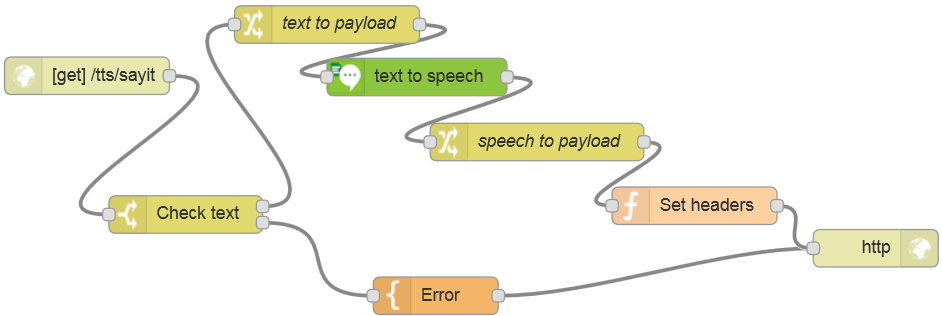 text to payload
[get] /tts/sayit
text to speech
speech to payload
Check text
Set headers
http
Error